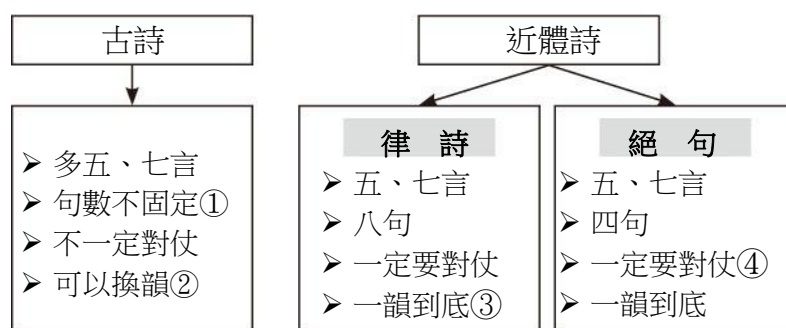 古詩
多五、七言
句數不固定①
不一定對仗
可以換韻②
近體詩
律 詩
五、七言
八句
一定要對仗
一韻到底③
絕 句
五、七言
四句
一定要對仗④
一韻到底